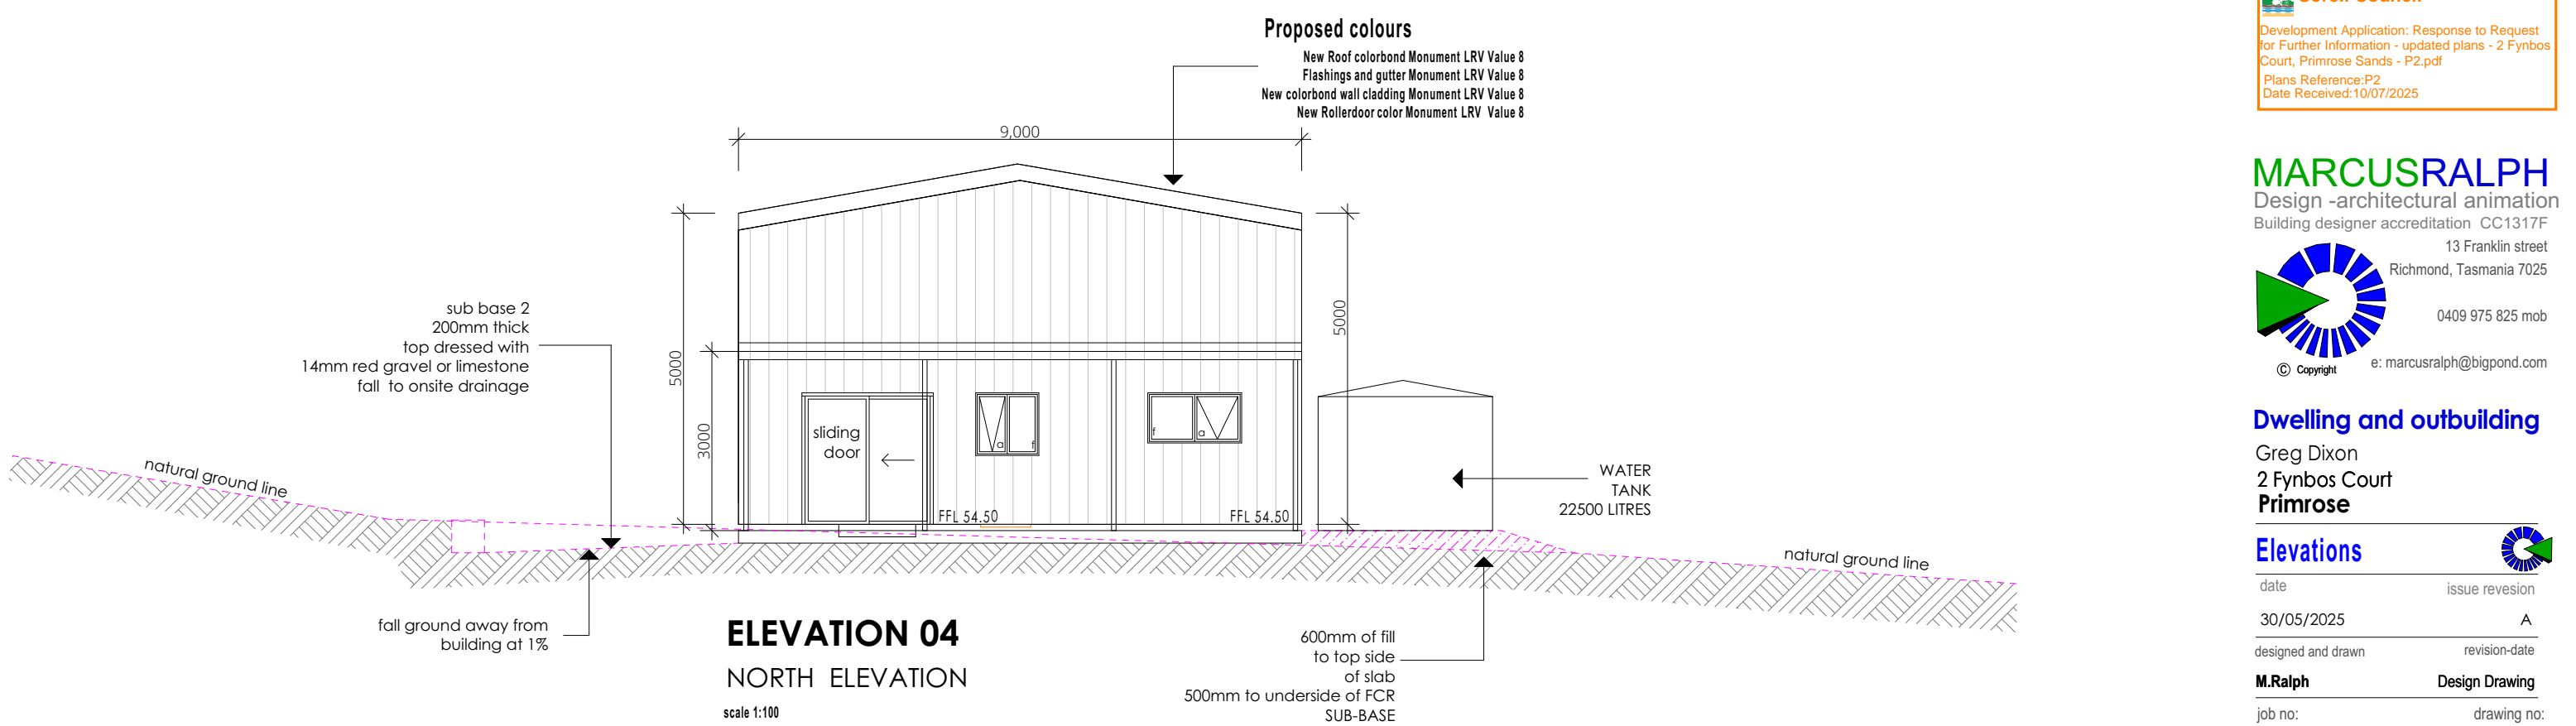 Proposed colours
New Roof colorbond Monument LRV Value 8
Flashings and gutter Monument LRV Value 8
New colorbond wall cladding Monument LRV Value 8
New Rollerdoor color Monument LRV Value 8
9,000
5000
3000
5000
sub base 2
200mm thick
top dressed with
14mm red gravel or limestone
fall to onsite drainage
natural ground line
sliding
door
a
f
f
a
FFL 54.50
FFL 54.50
WATER
TANK
22500 LITRES
natural ground line
fall ground away from
building at 1%
600mm of fill
to top side
of slab
500mm to underside of FCR
SUB-BASE
ELEVATION 04
NORTH ELEVATION
scale 1:100
Development Application: Response to Request
for Further Information - updated plans - 2 Fynbos
Court, Primrose Sands - P2.pdf
Plans Reference:P2
Date Received:10/07/2025
MARCUSRALPH
Design -architectural animation
Building designer accreditation CC1317F
13 Franklin street
Richmond, Tasmania 7025
0409 975 825 mob
© Copyright
e: marcusralph@bigpond.com
Dwelling and outbuilding
Greg Dixon
2 Fynbos Court
Primrose
Elevations
date issue revesion
30/05/2025 A
designed and drawn revision-date
M.Ralph Design Drawing
job no: drawing no: